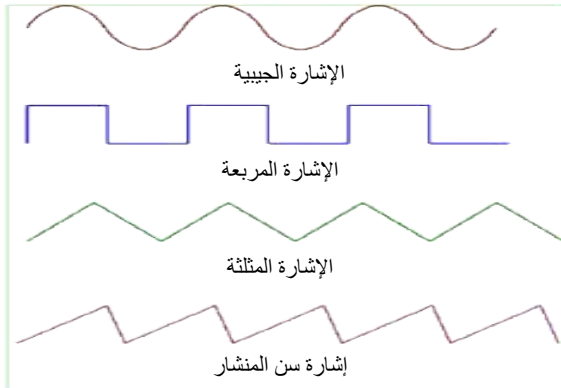 الإشارة الجيبية
الإشارة المربعة
الإشارة المثلثة
إشارة سن المنشار